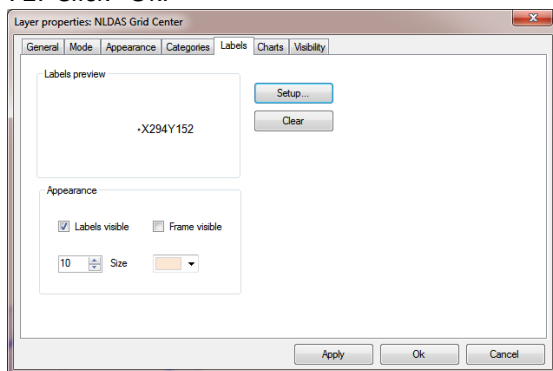 Layer properties: NLDAS Grid Center
General Mode Appearance Categories Labels Charts Visibility
Labels preview
Setup...
Clear
X294Y152
Appearance
Labels visible Frame visible
10 Size
Apply Ok Cancel